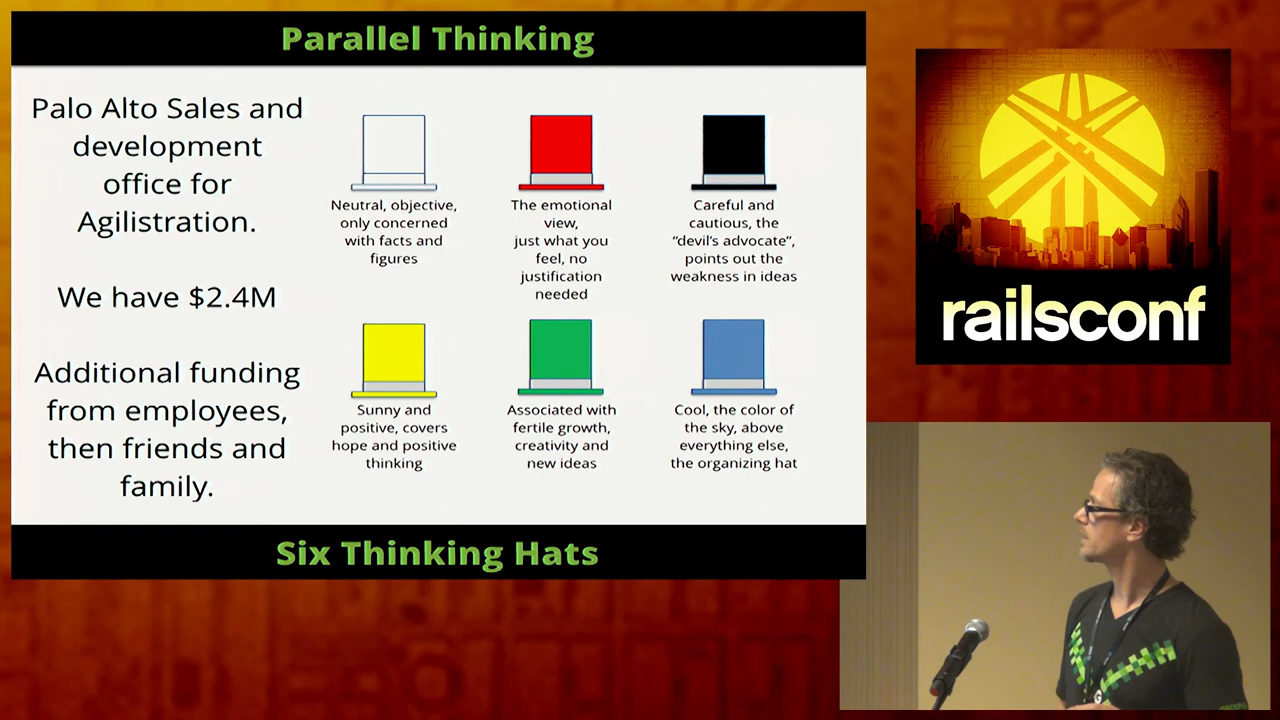 Parallel Thinking
Palo Alto Sales and
development
office for
Agilistration.
We have $2.4M
Additional funding
from employees,
then friends and
family.
Neutral, objective,
only concerned
with facts and
figures
The emotional
view,
just what you
feel, no
justification
needed
Careful and
cautious, the
“devil’s advocate”,
points out the
weakness in ideas
Sunny and
positive, covers
hope and positive
thinking
Associated with
fertile growth,
creativity and
new ideas
Cool, the color of
the sky, above
everything else,
the organizing hat
Six Thinking Hats
railsconf